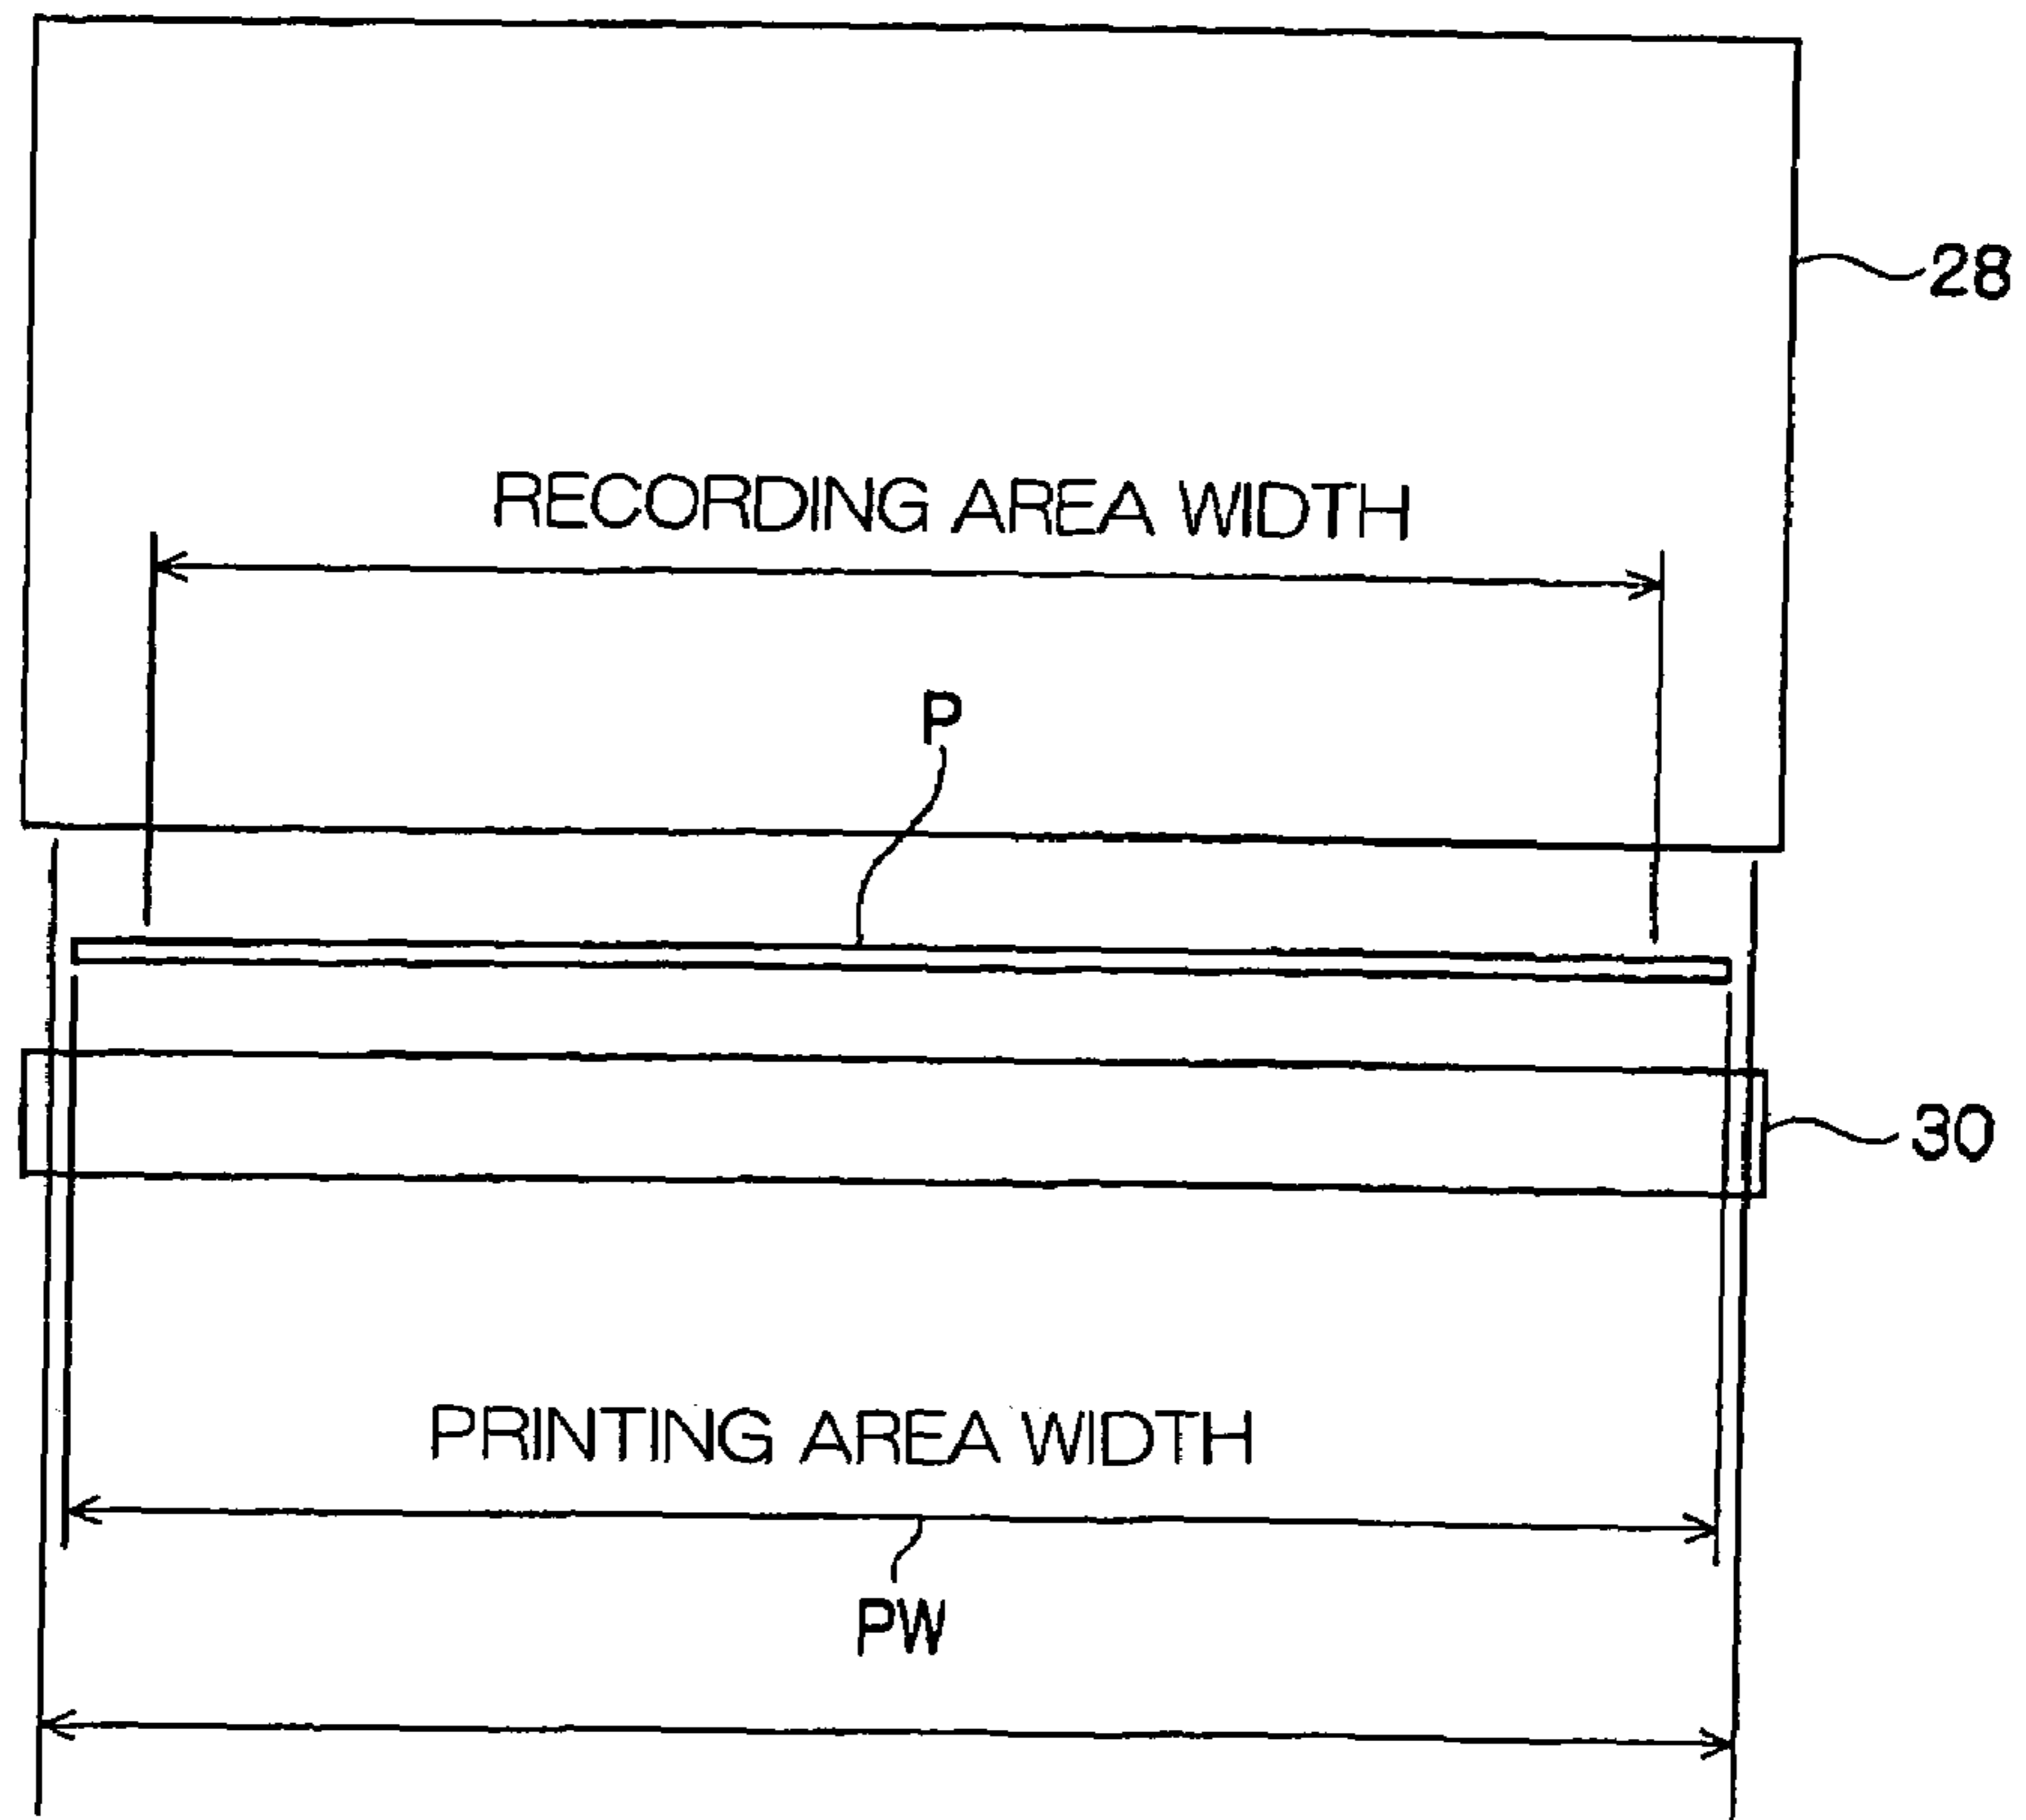 28
RECORDING AREA WIDTH
P
30
PRINTING AREA WIDTH
PW